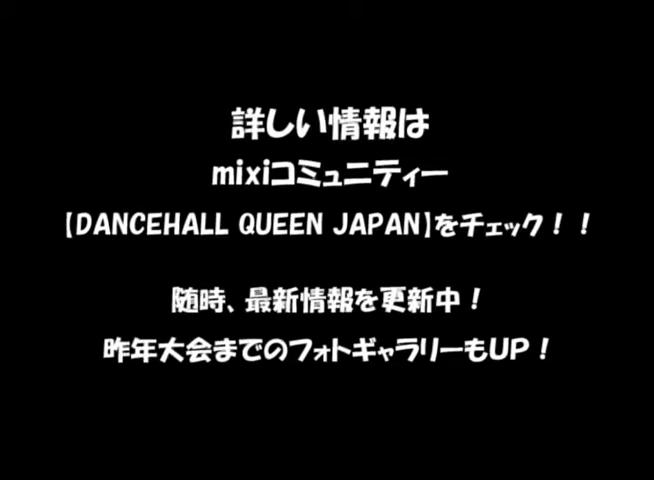 詳しい情報は
mixiコミュニティー
【DANCEHALL QUEEN JAPAN】をチェック！！
随時、最新情報を更新中！
昨年大会までのフォトギャラリーもUP！